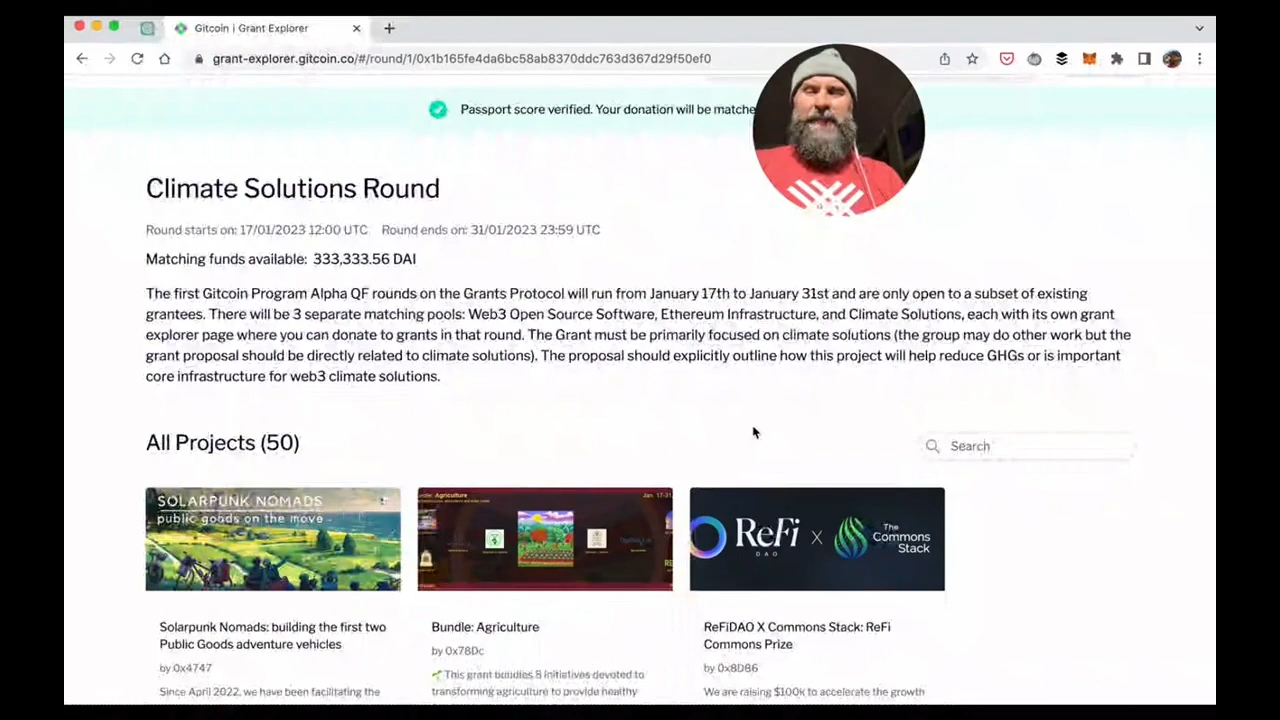 Gitcoin | Grant Explorer
grant-explorer.gitcoin.co/#/round/1/0x1b165fe4da6bc58ab8370ddc763d367d29f50ef0
Passport score verified. Your donation will be matche
Climate Solutions Round
Round starts on: 17/01/2023 12:00 UTC Round ends on: 31/01/2023 23:59 UTC
Matching funds available: 333,333.56 DAI
The first Gitcoin Program Alpha QF rounds on the Grants Protocol will run from January 17th to January 31st and are only open to a subset of existing
grantees. There will be 3 separate matching pools: Web3 Open Source Software, Ethereum Infrastructure, and Climate Solutions, each with its own grant
explorer page where you can donate to grants in that round. The Grant must be primarily focused on climate solutions (the group may do other work but the
grant proposal should be directly related to climate solutions). The proposal should explicitly outline how this project will help reduce GHGs or is important
core infrastructure for web3 climate solutions.
All Projects (50)
Search
SOLARPUNK NOMADS
public goods on the move
Bundle: Agriculture
Jan. 17-31
ReFi
DAO
X
The
Commons
Stack
Solarpunk Nomads: building the first two
Public Goods adventure vehicles
by 0x4747
Since April 2022, we have been facilitating the
Bundle: Agriculture
by 0x78Dc
This grant bundles 8 initiatives devoted to
transforming agriculture to provide healthy
ReFiDAO X Commons Stack: ReFi
Commons Prize
by 0x8D86
We are raising $100k to accelerate the growth